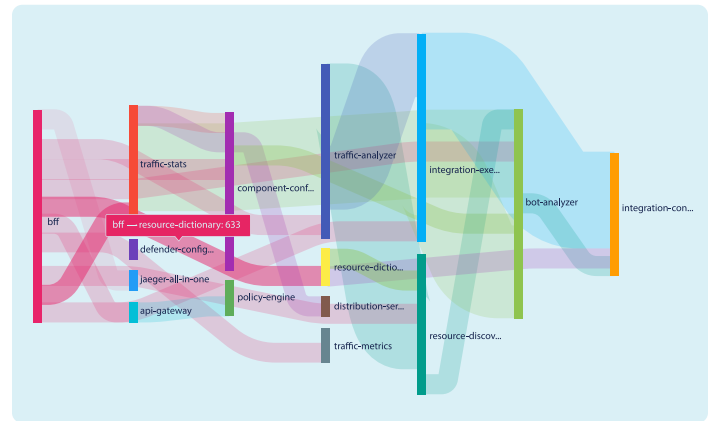 traffic-analyzer
traffic-stats
integration-exe...
component-conf...
bot-analyzer
integration-con...
bff
bff — resource-dictionary: 633
defender-config...
resource-dictio...
jaeger-all-in-one
policy-engine
distribution-ser...
api-gateway
resource-discov...
traffic-metrics